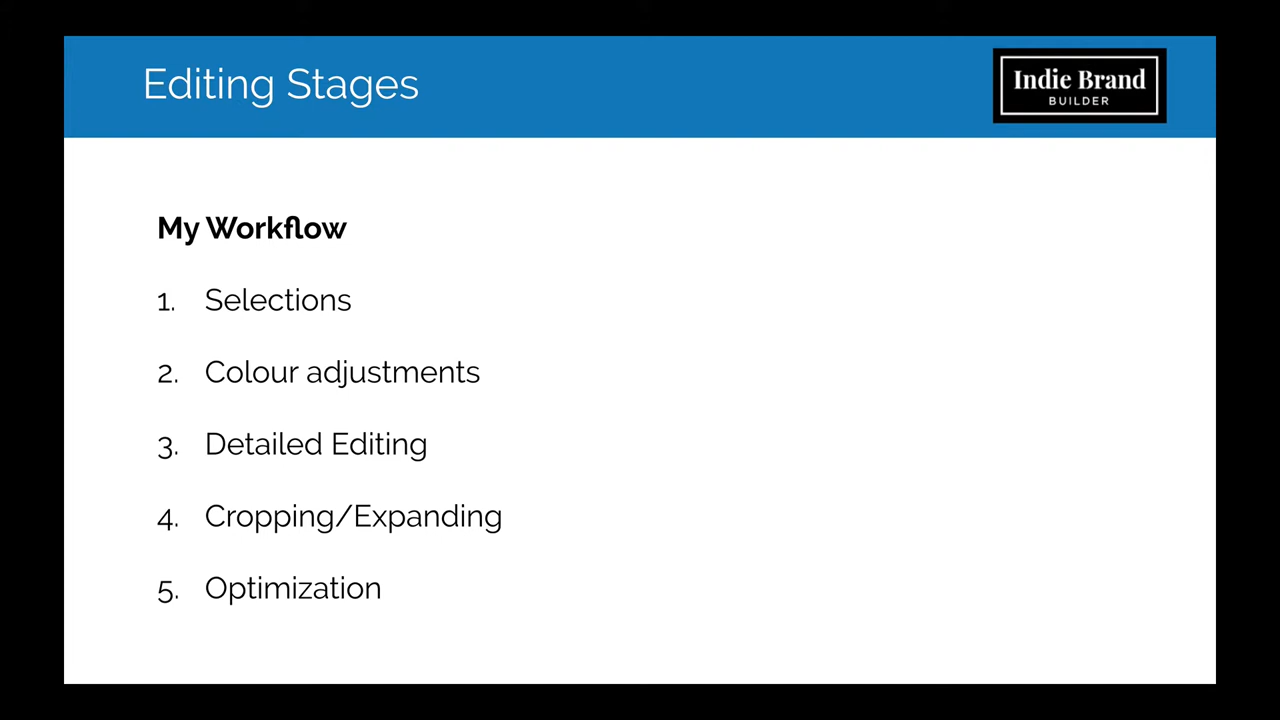 Editing Stages
Indie Brand
BUILDER
My Workflow
1. Selections
2. Colour adjustments
3. Detailed Editing
4. Cropping/Expanding
5. Optimization